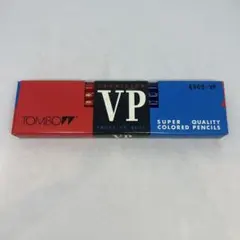 VP
TOMBOW
SUPER QUALITY
COLORED PENCILS